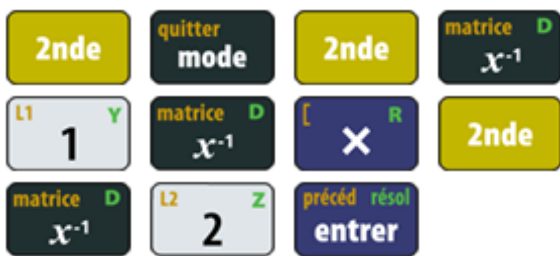 2nde quitter mode 2nde matrice D x⁻¹
L1 Y 1 matrice D x⁻¹ [ R × 2nde
matrice D x⁻¹ L2 Z 2 précéd résol entrer